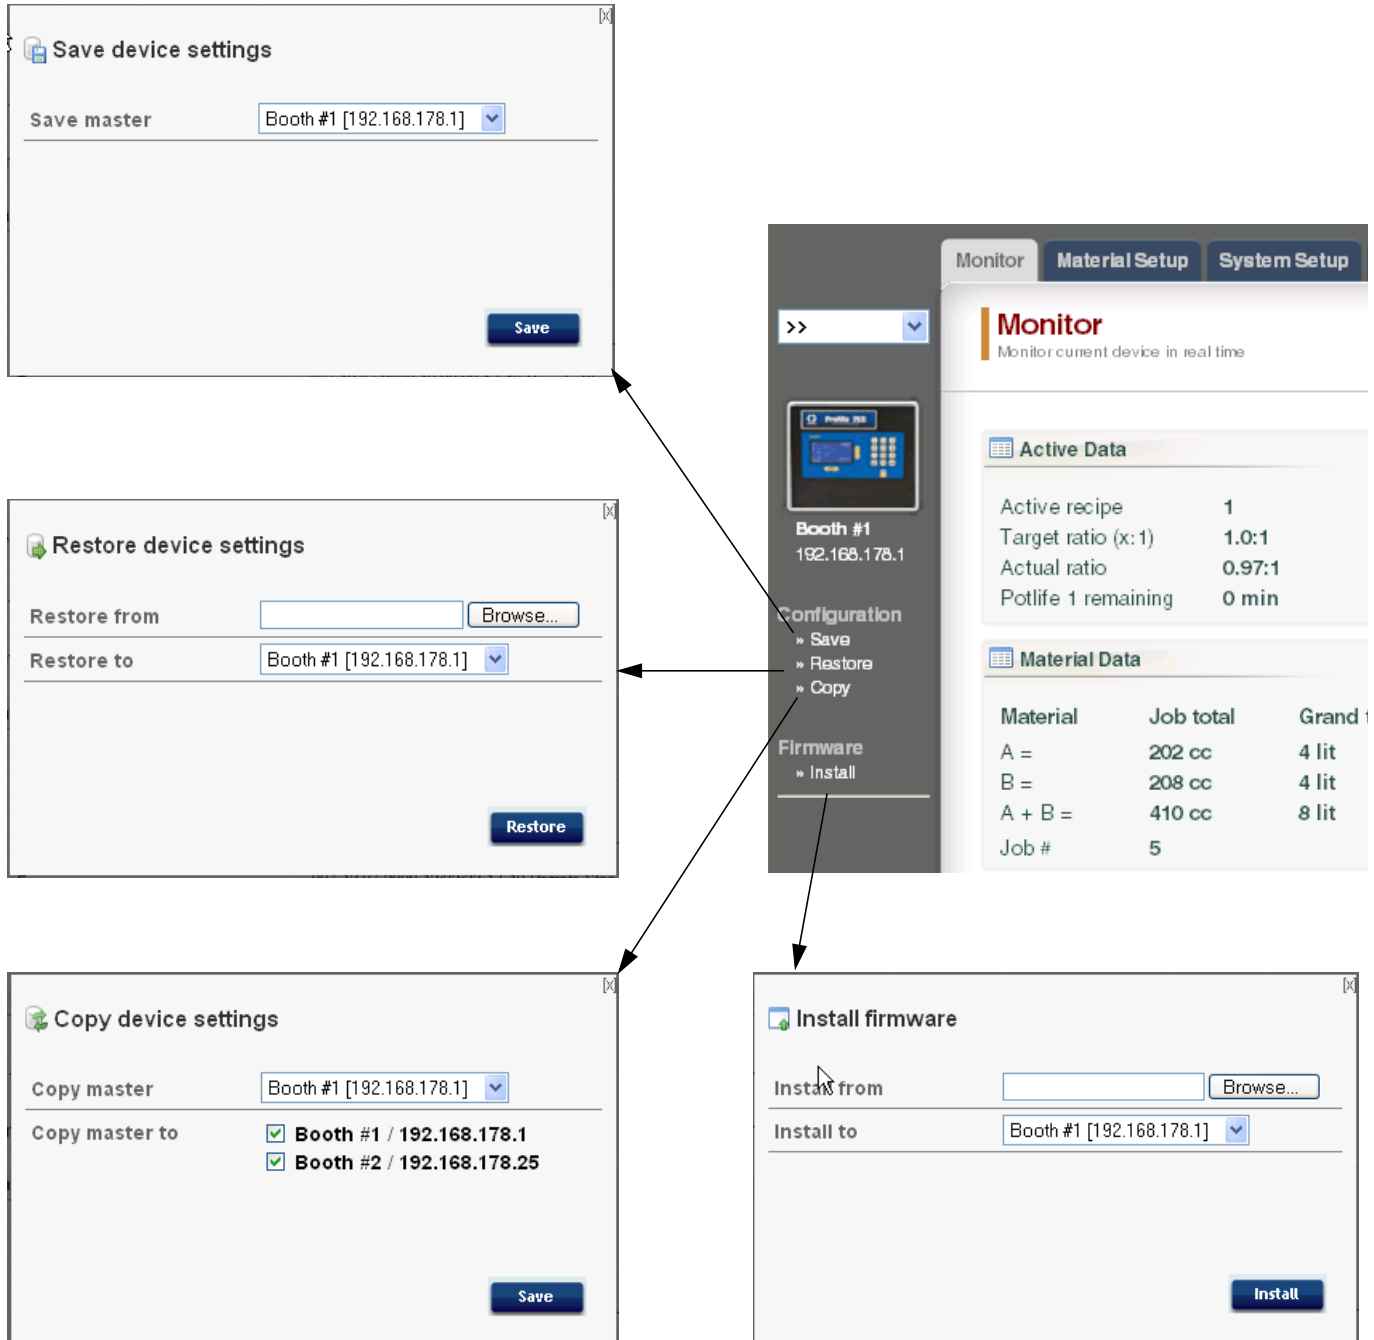 [x]
Save device settings
Save master Booth #1 [192.168.178.1]
Save
Monitor Material Setup System Setup
>>
Monitor
Monitor current device in real time
Booth #1
192.168.178.1
Configuration
» Save
» Restore
» Copy
Firmware
» Install
Active Data
Active recipe 1
Target ratio (x:1) 1.0:1
Actual ratio 0.97:1
Potlife 1 remaining 0 min
Material Data
Material Job total Grand
A = 202 cc 4 lit
B = 208 cc 4 lit
A + B = 410 cc 8 lit
Job # 5
[x]
Restore device settings
Restore from Browse...
Restore to Booth #1 [192.168.178.1]
Restore
[x]
Copy device settings
Copy master Booth #1 [192.168.178.1]
Copy master to Booth #1 / 192.168.178.1
Booth #2 / 192.168.178.25
Save
[x]
Install firmware
Install from Browse...
Install to Booth #1 [192.168.178.1]
Install